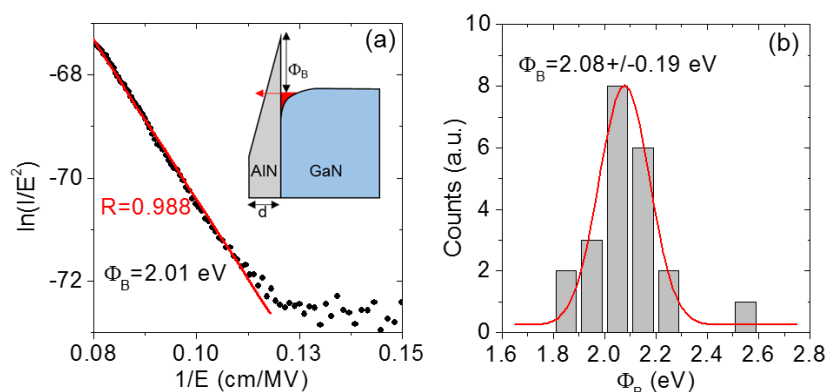 (a)
-68
-70
-72
ln(I/E²)
Φ_B
AlN
GaN
d
R=0.988
Φ_B=2.01 eV
0.08
0.10
0.13
0.15
1/E (cm/MV)
(b)
Φ_B=2.08+/-0.19 eV
10
8
6
4
2
0
Counts (a.u.)
1.6
1.8
2.0
2.2
2.4
2.6
2.8
Φ_B (eV)